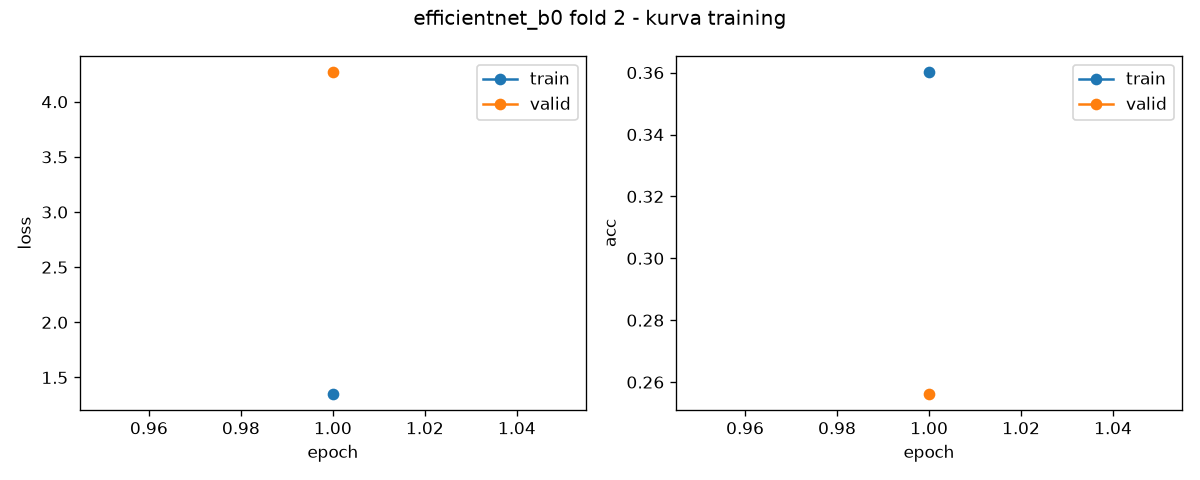 efficientnet_b0 fold 2 - kurva training
train
valid
4.0
3.5
3.0
2.5
2.0
1.5
loss
0.96 0.98 1.00 1.02 1.04
epoch
train
valid
0.36
0.34
0.32
0.30
0.28
0.26
acc
0.96 0.98 1.00 1.02 1.04
epoch